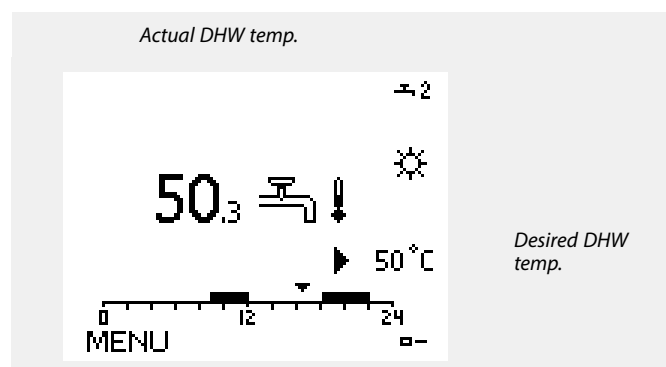 Actual DHW temp.
2
50.3
50 °C
Desired DHW
temp.
0 12 24
MENU